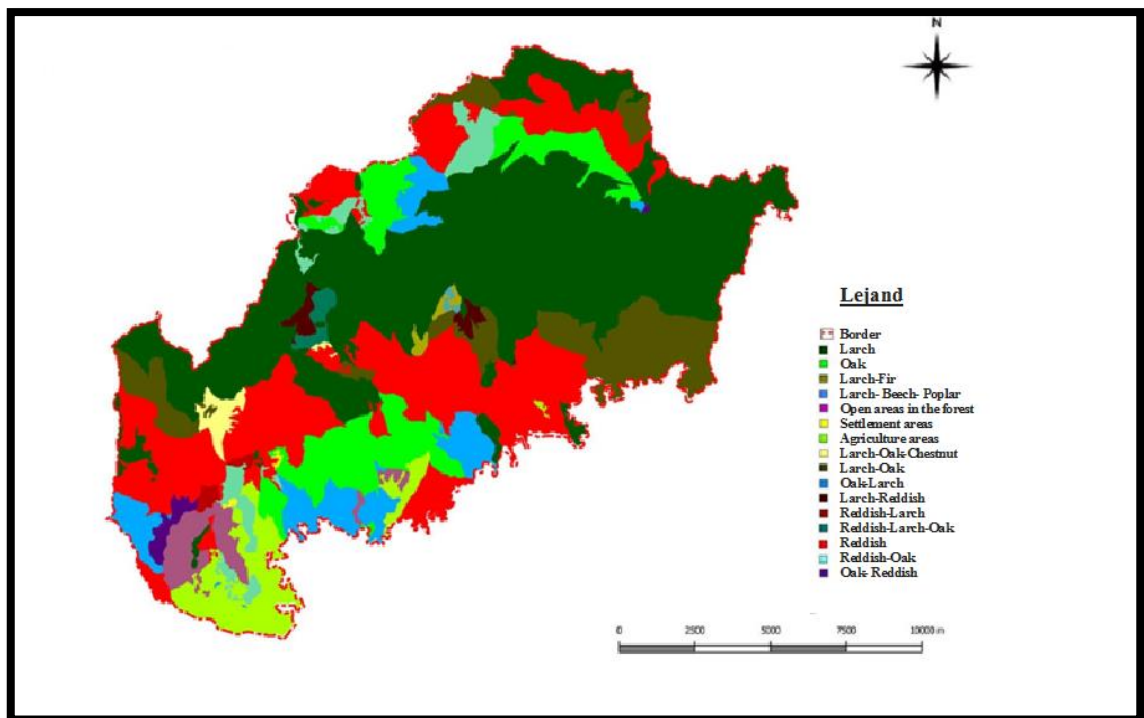 N
Lejand
Border
Larch
Oak
Larch-Fir
Larch- Beech- Poplar
Open areas in the forest
Settlement areas
Agriculture areas
Larch-Oak-Chestnut
Larch-Oak
Oak-Larch
Larch-Reddish
Reddish-Larch
Reddish-Larch-Oak
Reddish
Reddish-Oak
Oak-Reddish
0 2500 5000 7500 10000 m